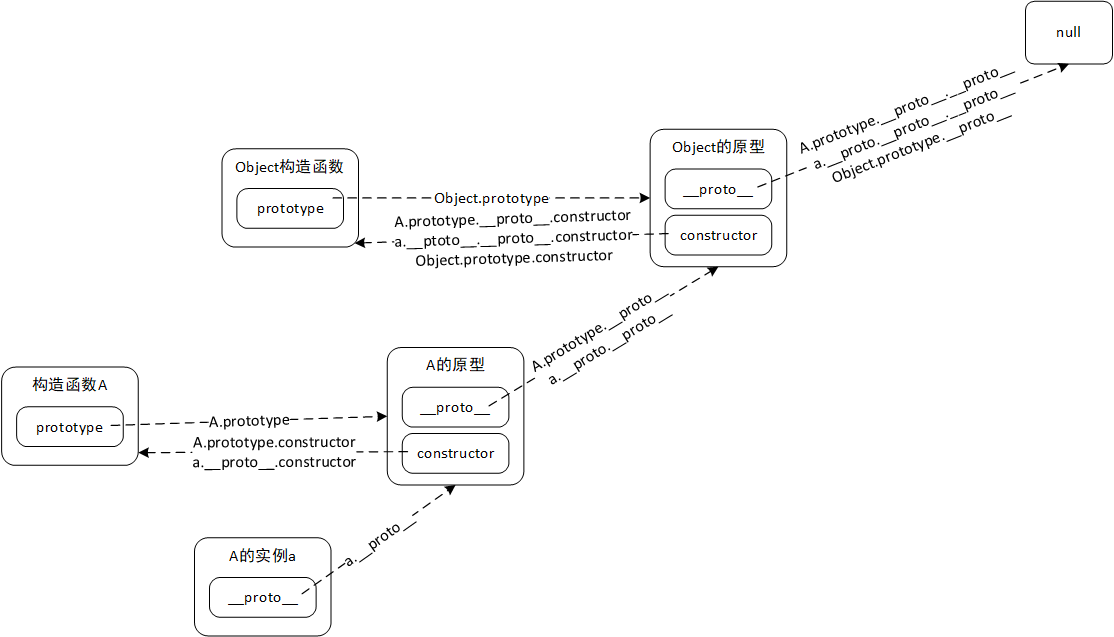 null
A.prototype.__proto__.__proto__
a.__proto.__proto__.__proto__
Object.prototype.__proto__
Object的原型
__proto__
constructor
Object构造函数
prototype
Object.prototype
A.prototype.__proto__.constructor
a.__ptoto__.__proto__.constructor
Object.prototype.constructor
A.prototype.__proto__
a.__proto.__proto__
A的原型
__proto__
constructor
构造函数A
prototype
A.prototype
A.prototype.constructor
a.__proto__.constructor
a.__proto__
A的实例a
__proto__